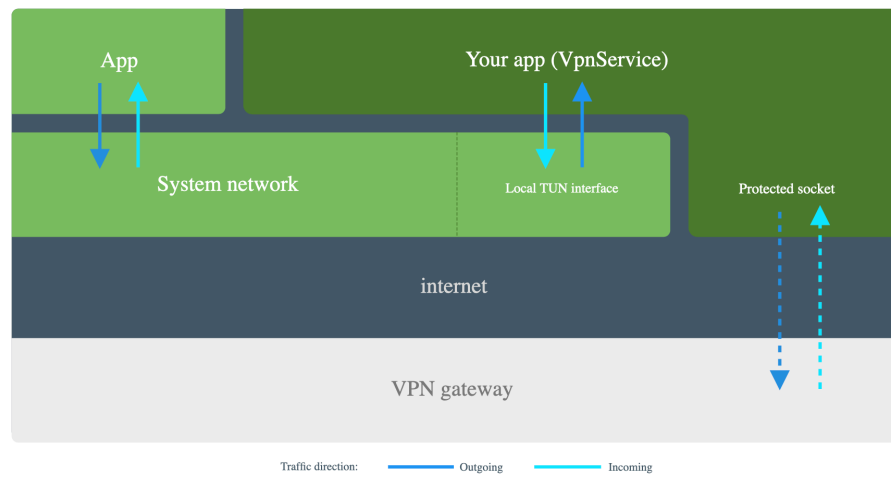 App
Your app (VpnService)
System network
Local TUN interface
Protected socket
internet
VPN gateway
Traffic direction:
Outgoing
Incoming